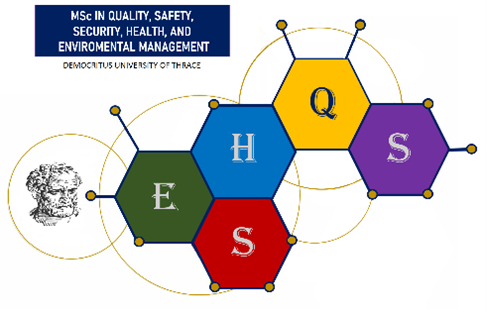 MSc IN QUALITY, SAFETY,
SECURITY, HEALTH, AND
ENVIROMENTAL MANAGEMENT
DEMOCRITUS UNIVERSITY OF THRACE
Q
H
S
E
S